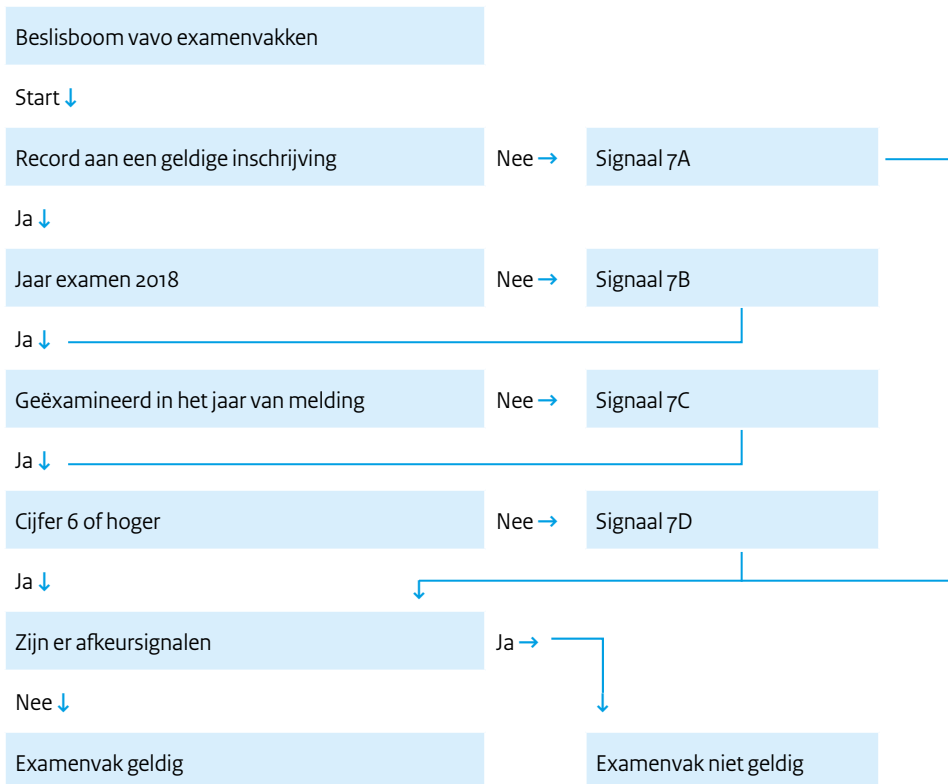 Beslisboom vavo examenvakken
Start ↓
Record aan een geldige inschrijving Nee → Signaal 7A
Ja ↓
Jaar examen 2018 Nee → Signaal 7B
Ja ↓
Geëxamineerd in het jaar van melding Nee → Signaal 7C
Ja ↓
Cijfer 6 of hoger Nee → Signaal 7D
Ja ↓
Zijn er afkeursignalen Ja →
Nee ↓
Examenvak geldig Examenvak niet geldig